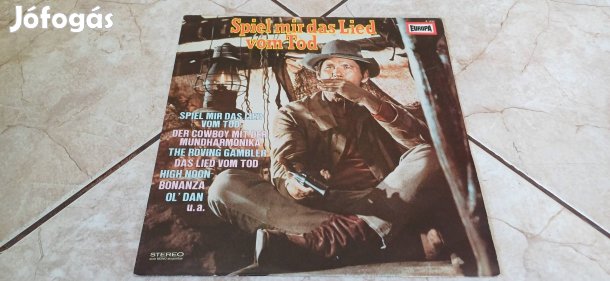 Jófogás
Spiel mir das Lied
vom Tod
EUROPA
SPIEL MIR DAS LIED
VOM TOD
DER COWBOY MIT DER
MUNDHARMONIKA
THE ROVING GAMBLER
DAS LIED VOM TOD
HIGH NOON
BONANZA
OL' DAN
u.a.
STEREO